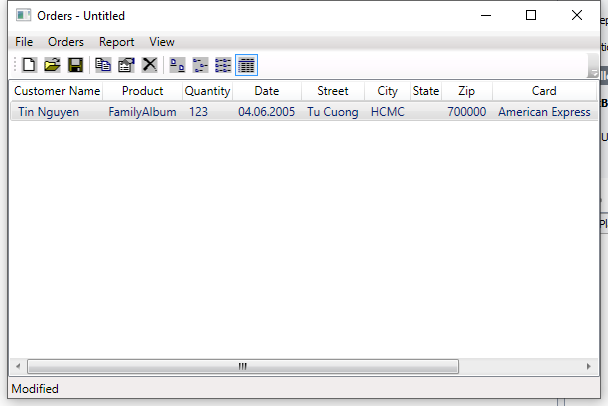 Orders - Untitled
File Orders Report View
Customer Name Product Quantity Date Street City State Zip Card
Tin Nguyen FamilyAlbum 123 04.06.2005 Tu Cuong HCMC 700000 American Express
Modified